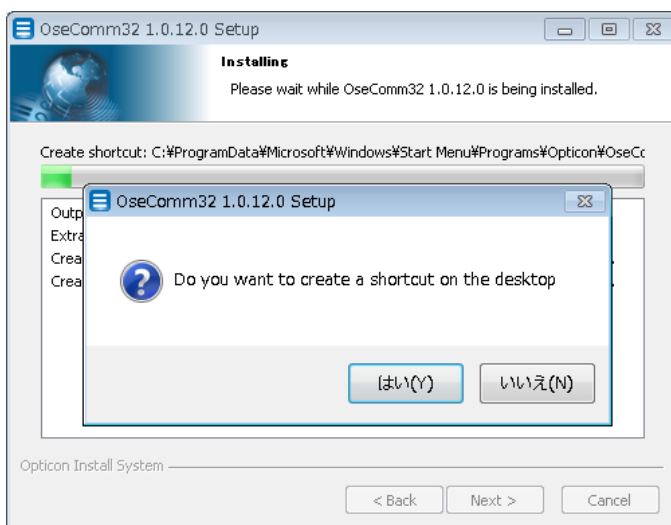 OseComm32 1.0.12.0 Setup
Installing
Please wait while OseComm32 1.0.12.0 is being installed.
Create shortcut: C:¥ProgramData¥Microsoft¥Windows¥Start Menu¥Programs¥Opticon¥OseCc
Outp
Extra
Crea
Crea
OseComm32 1.0.12.0 Setup
Do you want to create a shortcut on the desktop
はい(Y)
いいえ(N)
Opticon Install System
< Back
Next >
Cancel